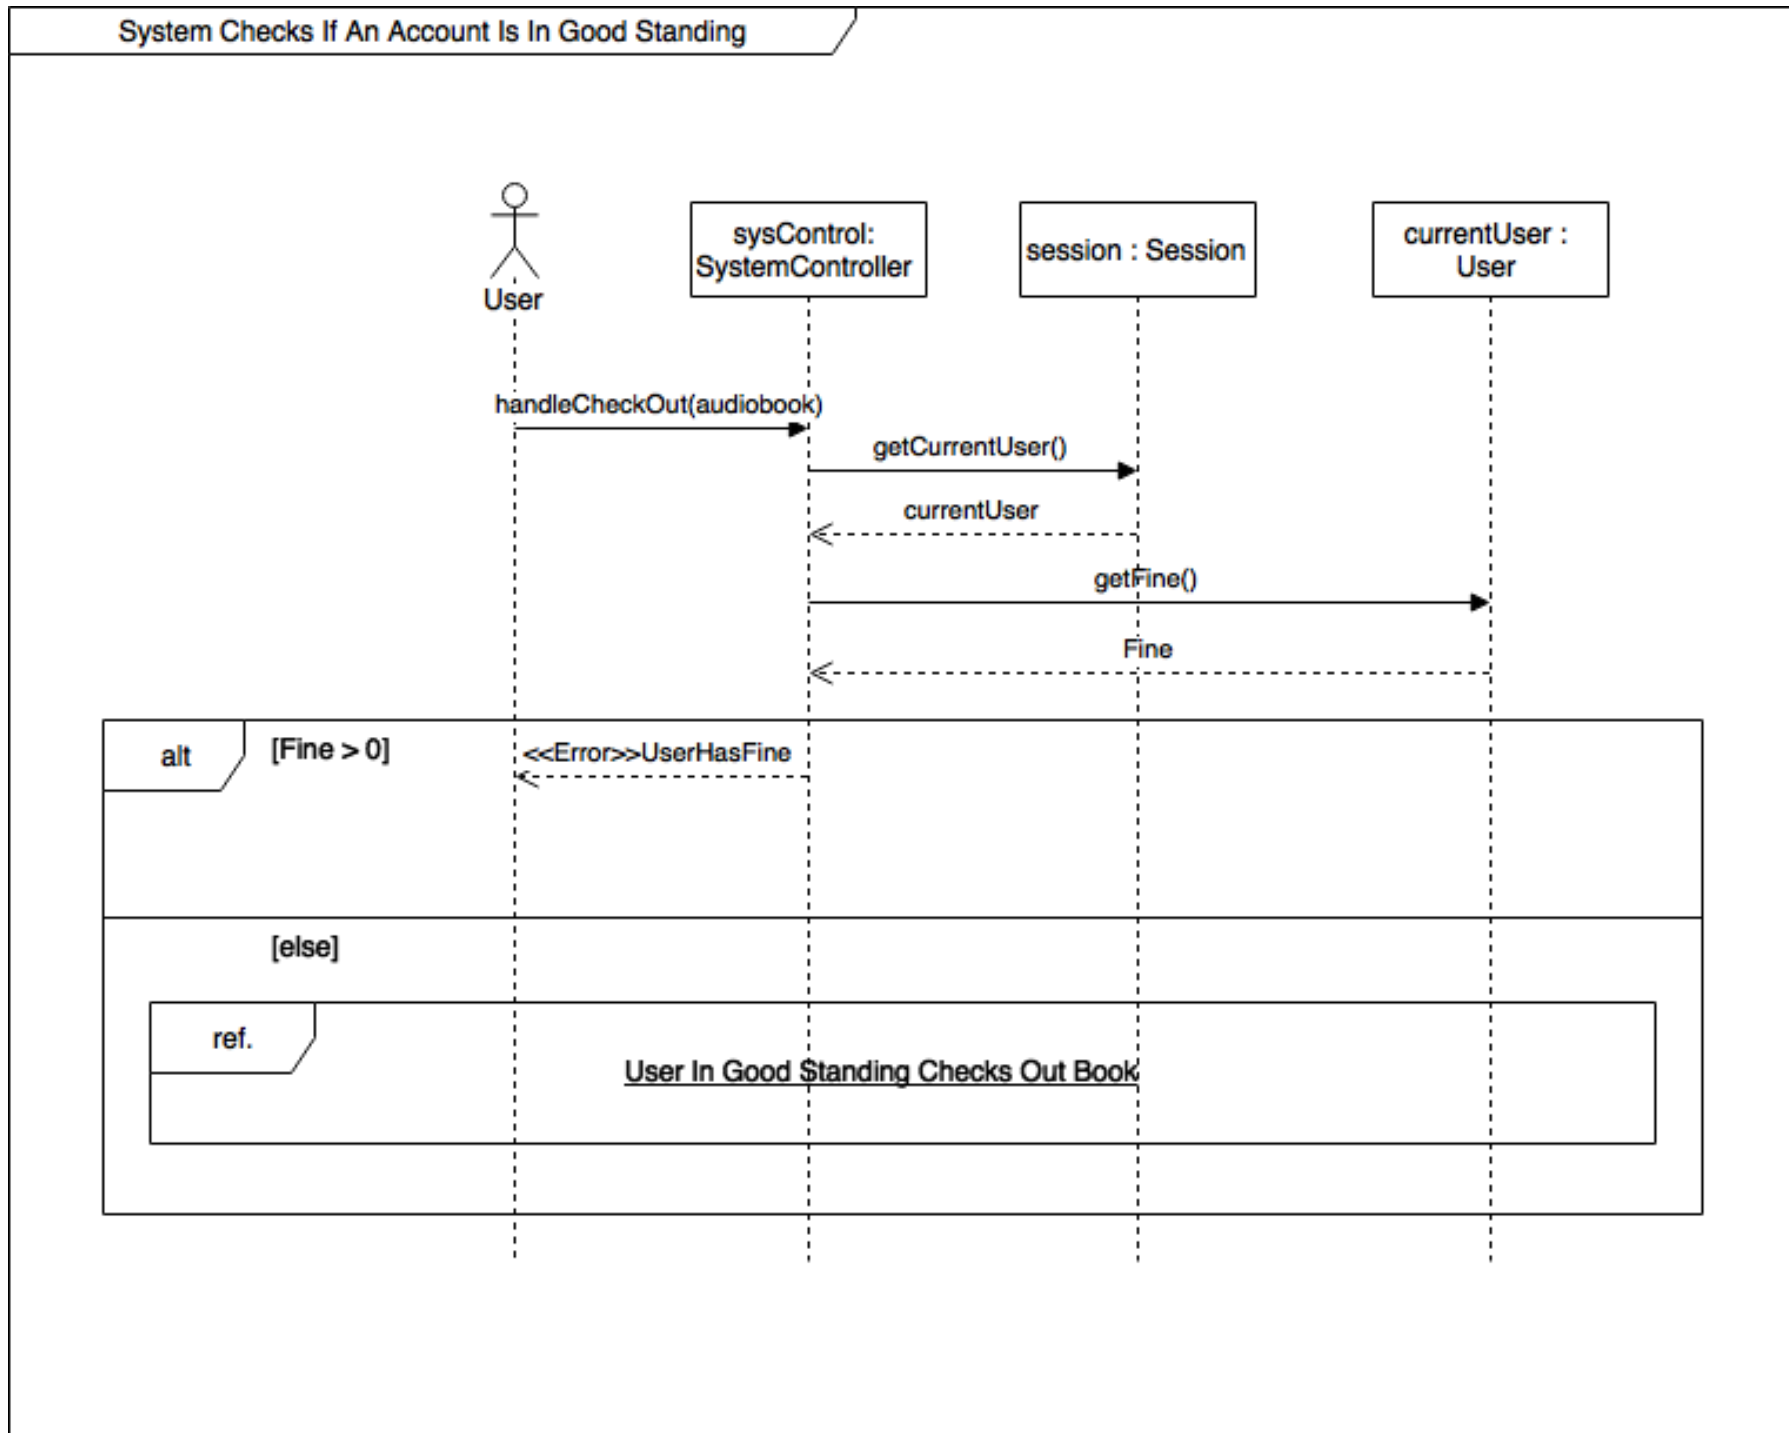 System Checks If An Account Is In Good Standing
User
sysControl:
SystemController
session : Session
currentUser :
User
handleCheckOut(audiobook)
getCurrentUser()
currentUser
getFine()
Fine
alt
[Fine > 0]
<<Error>>UserHasFine
[else]
ref.
User In Good Standing Checks Out Book